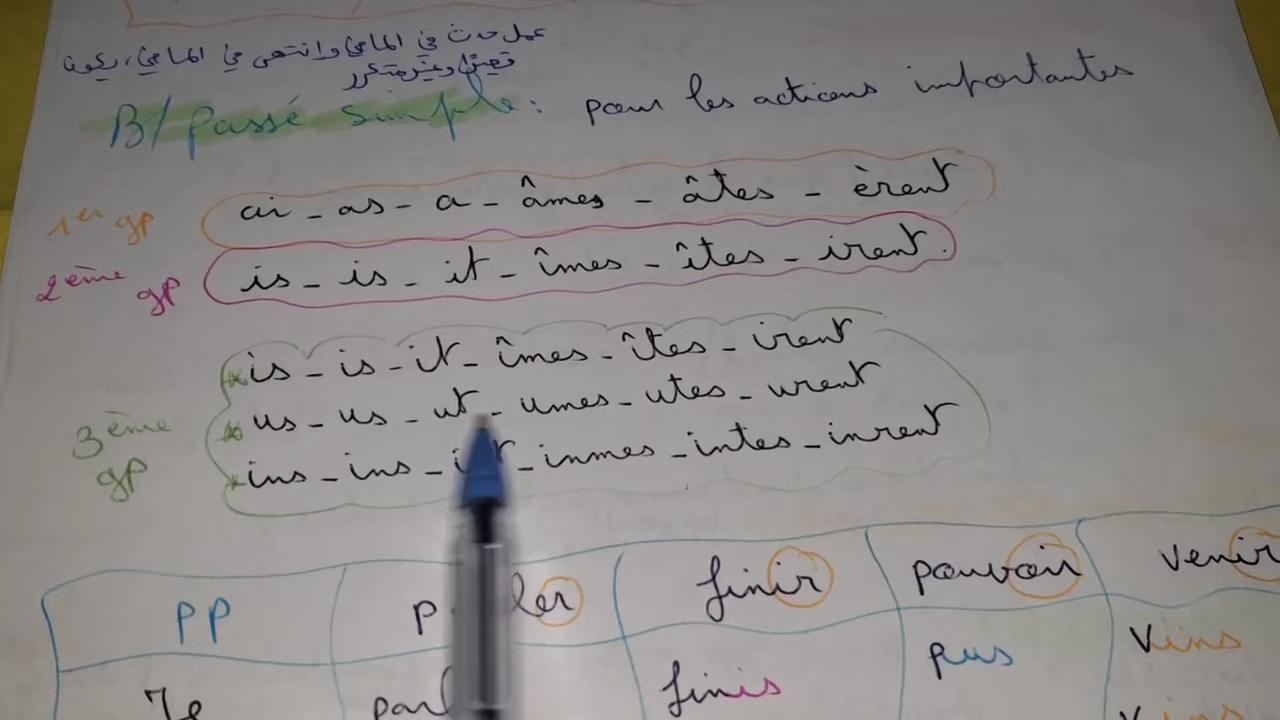 عمل حدث في الماضي وانتهى في الماضي، يكون
قصيرا وغير متكرر
B/ Passé Simple: pour les actions importantes
1er gp ai - as - a - âmes - âtes - èrent
2ème gp is - is - it - îmes - îtes - irent.
* is - is - it - îmes - îtes - irent
3ème gp * us - us - ut - umes - utes - urent
* ins - ins - - inmes - intes - inrent
PP finir pouvoir venir
Je finis pus vins